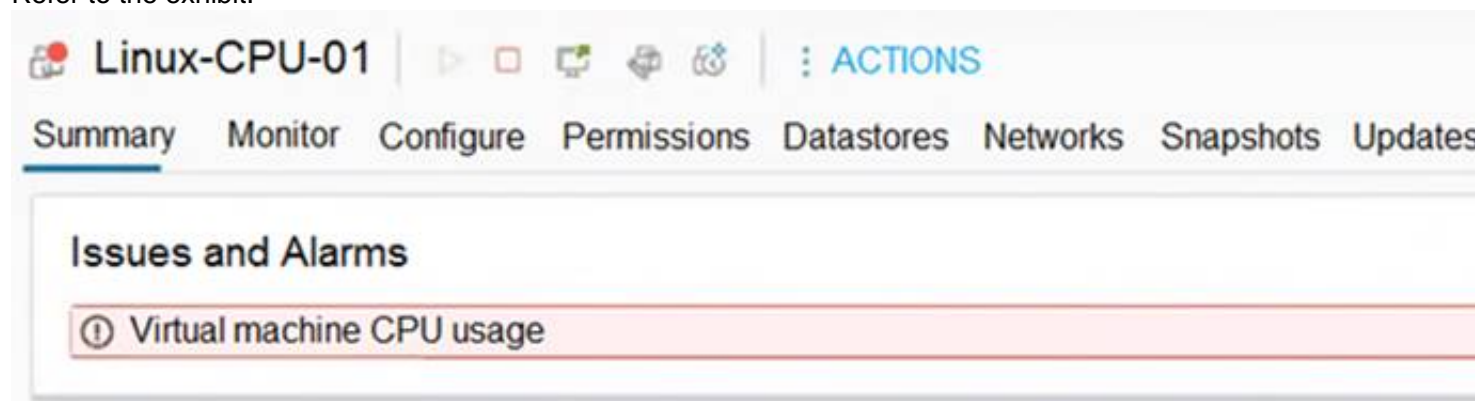 Refer to the exhibit.
Linux-CPU-01 ACTIONS
Summary Monitor Configure Permissions Datastores Networks Snapshots Updates
Issues and Alarms
Virtual machine CPU usage